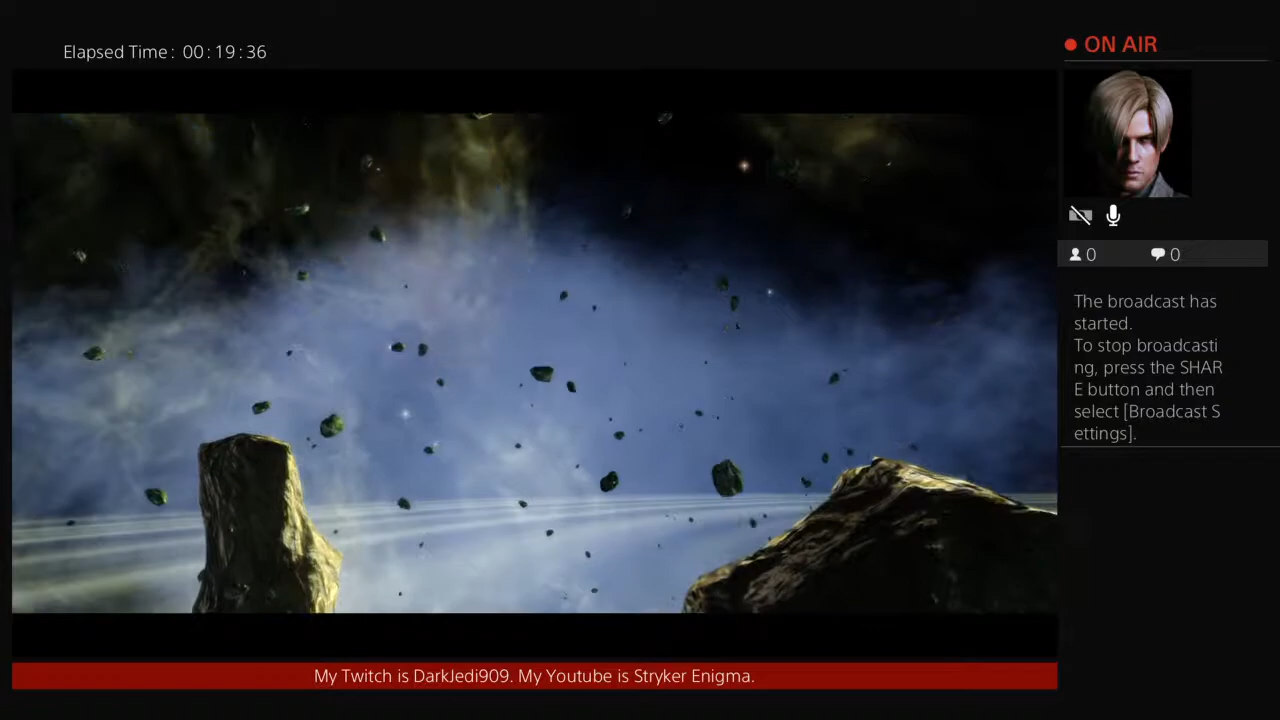 Elapsed Time: 00:19:36
ON AIR
0
0
The broadcast has
started.
To stop broadcasti
ng, press the SHAR
E button and then
select [Broadcast S
ettings].
My Twitch is DarkJedi909. My Youtube is Stryker Enigma.